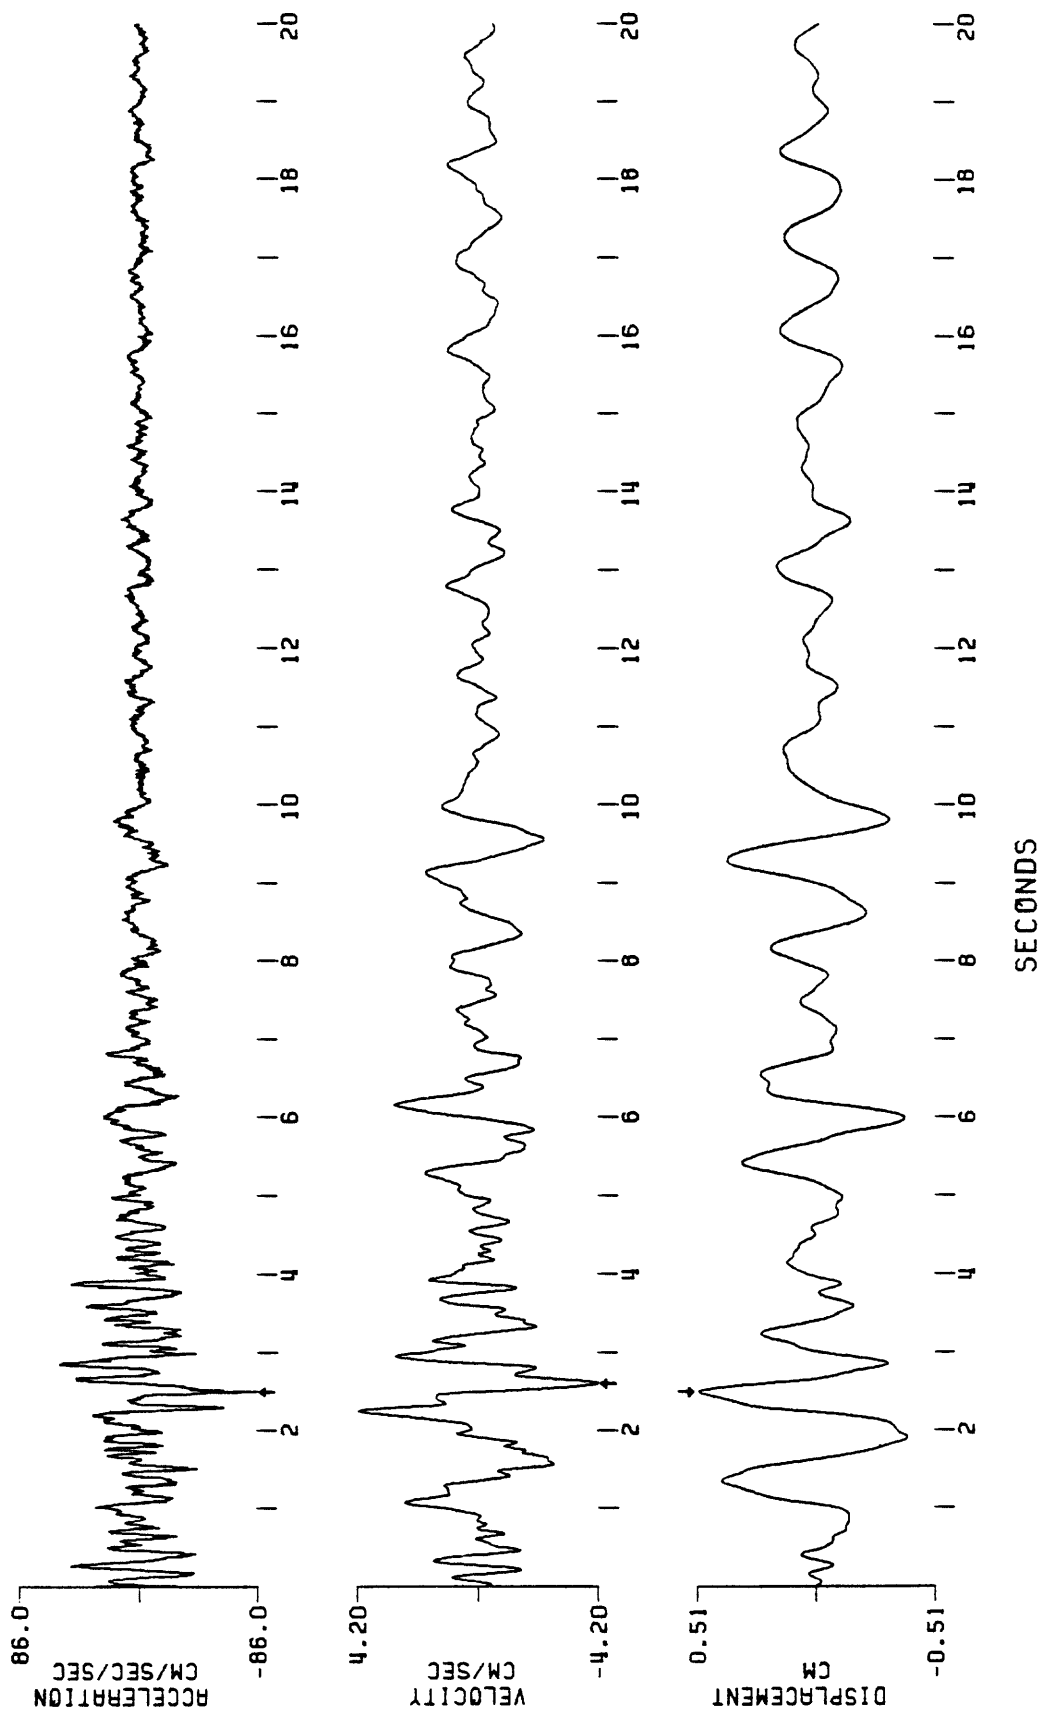 86.0
-86.0
ACCELERATION
CM/SEC/SEC
2 4 6 8 10 12 14 16 18 20
4.20
-4.20
VELOCITY
CM/SEC
2 4 6 8 10 12 14 16 18 20
0.51
-0.51
DISPLACEMENT
CM
2 4 6 8 10 12 14 16 18 20
SECONDS